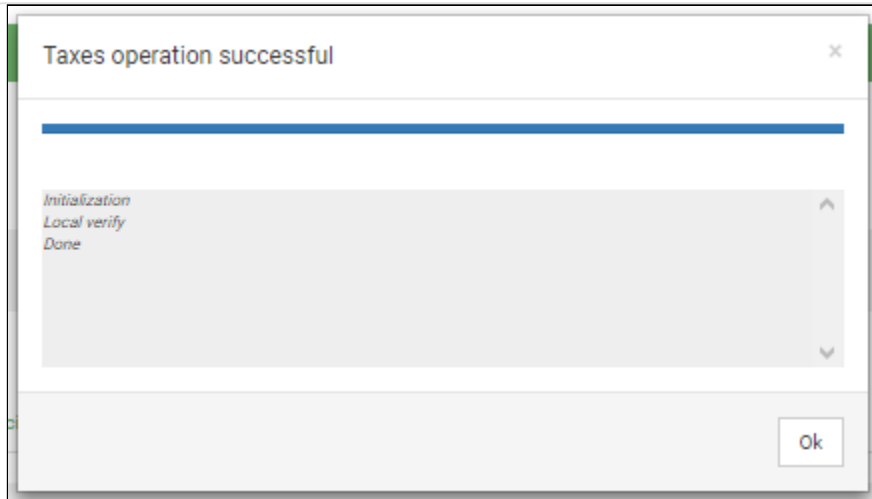 Taxes operation successful
×
Initialization
Local verify
Done
Ok